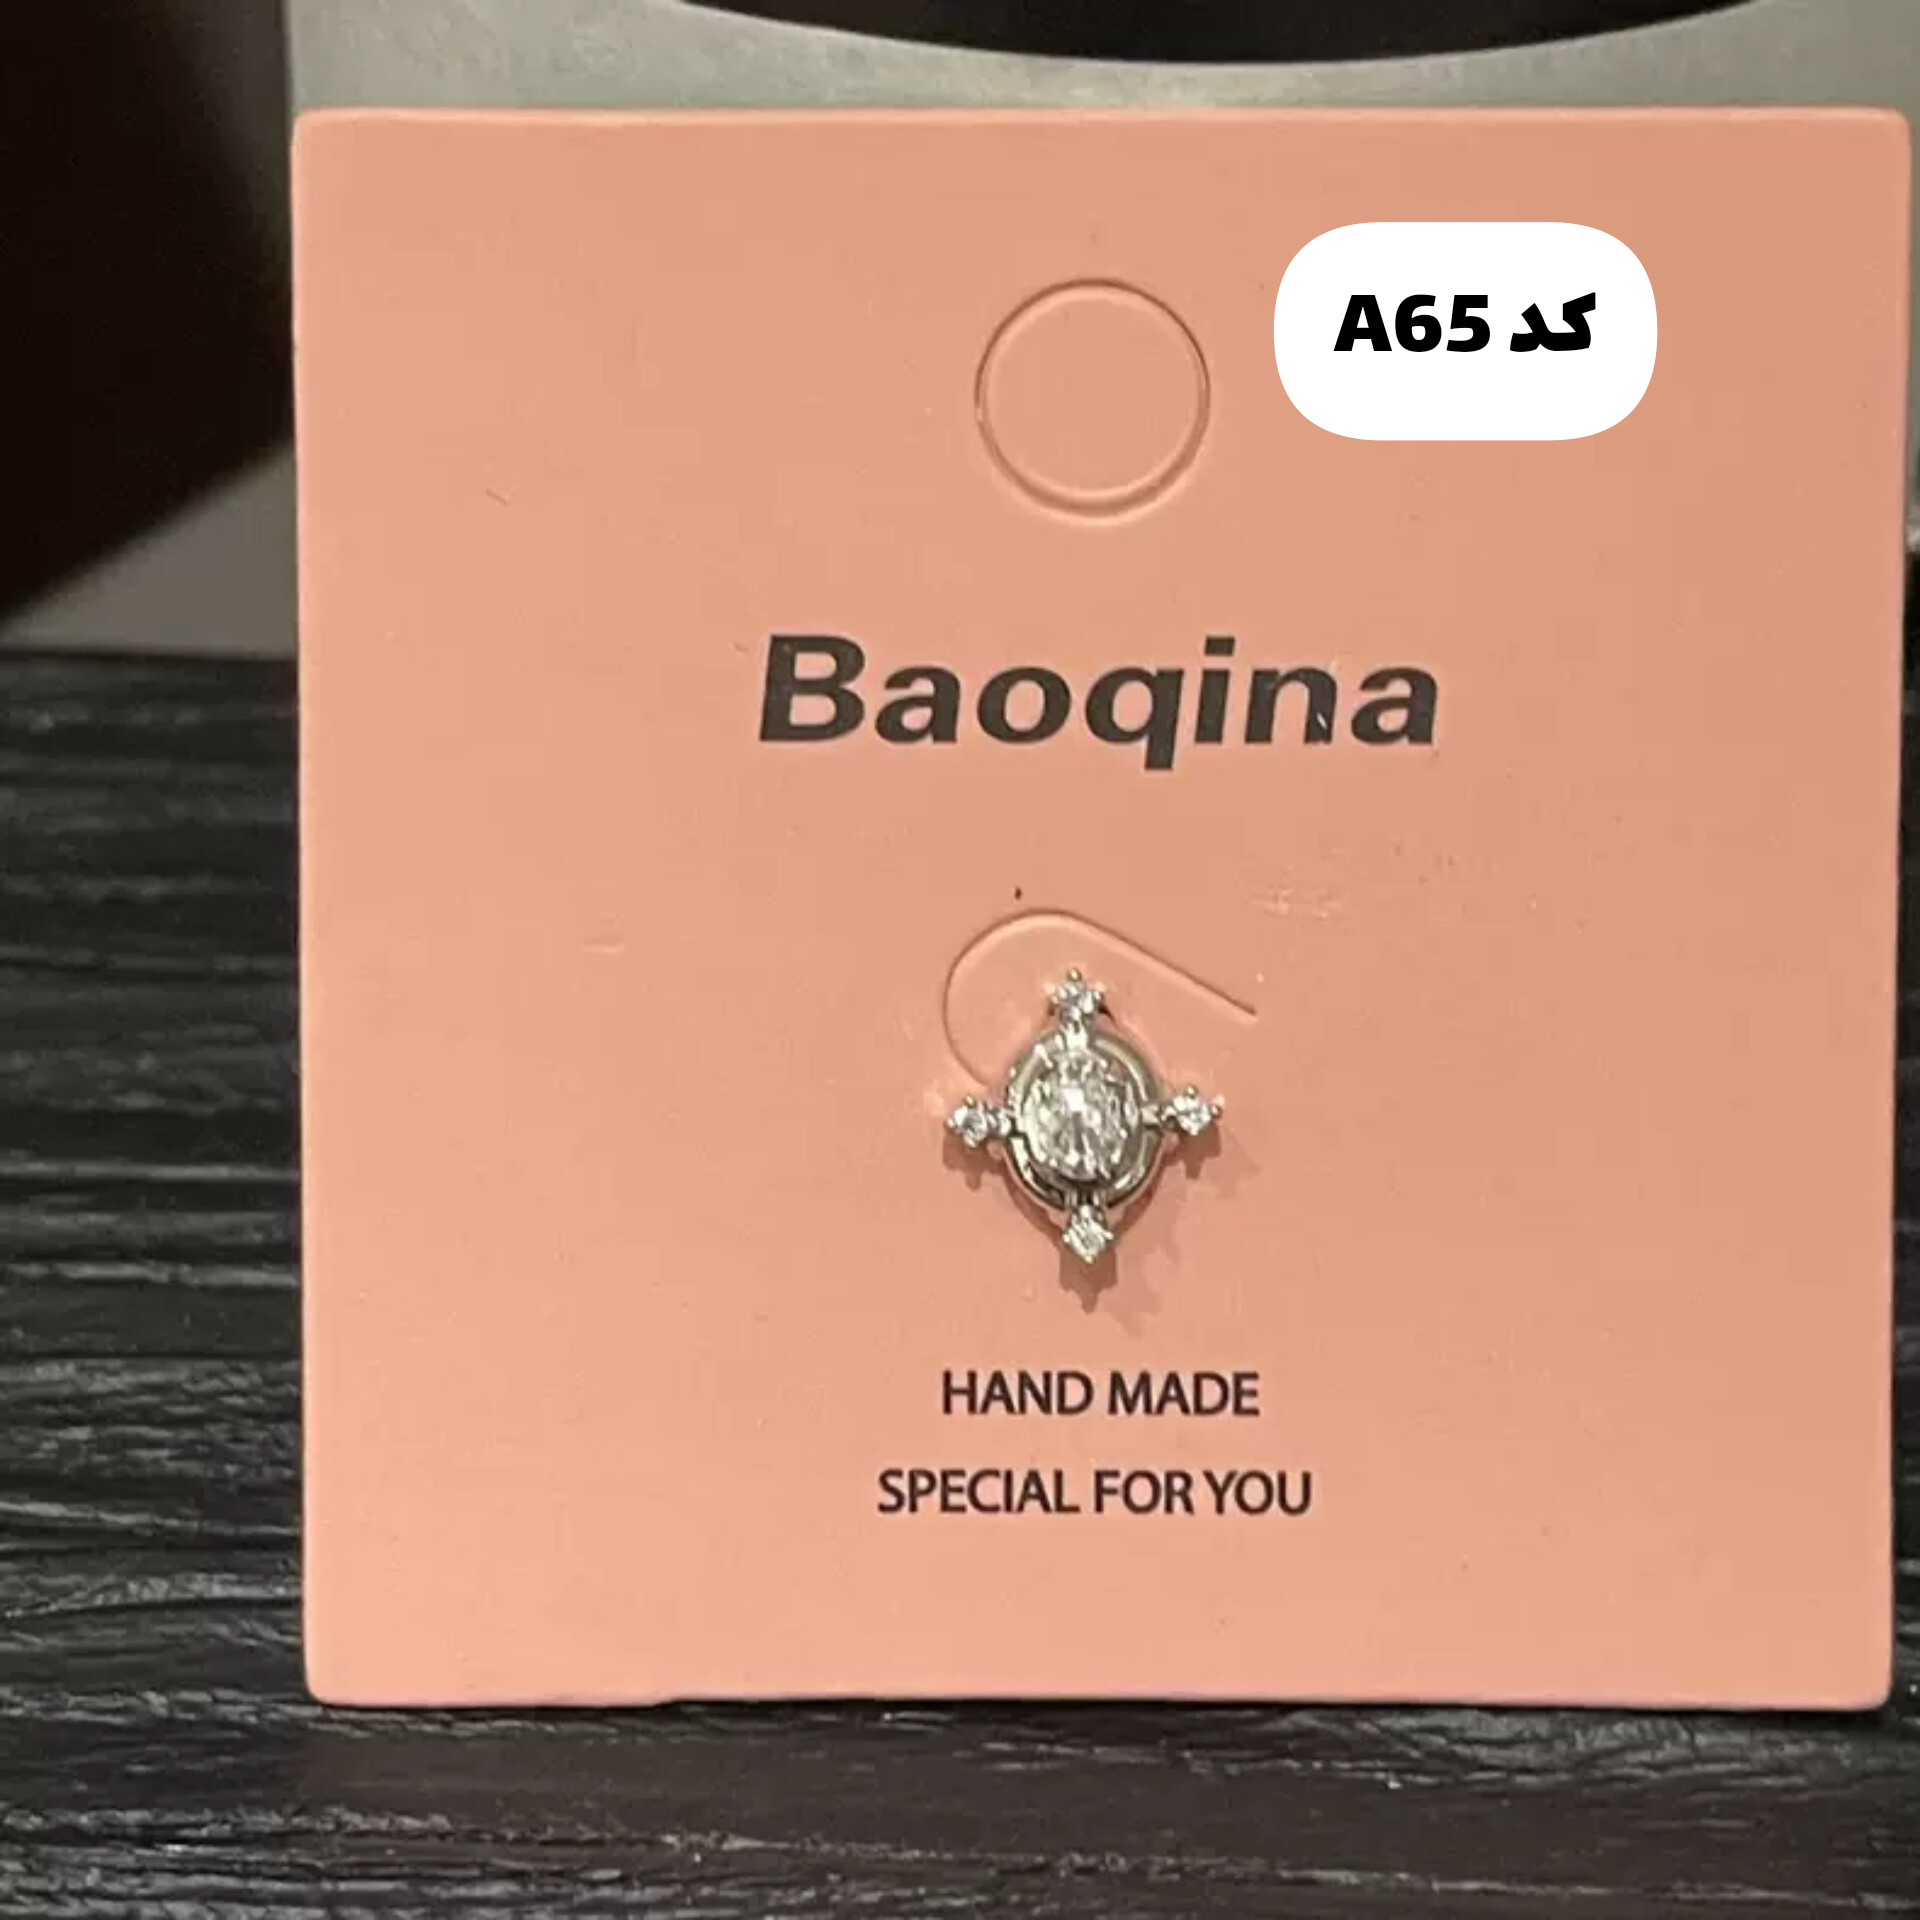 کد A65
Baoqina
HAND MADE
SPECIAL FOR YOU